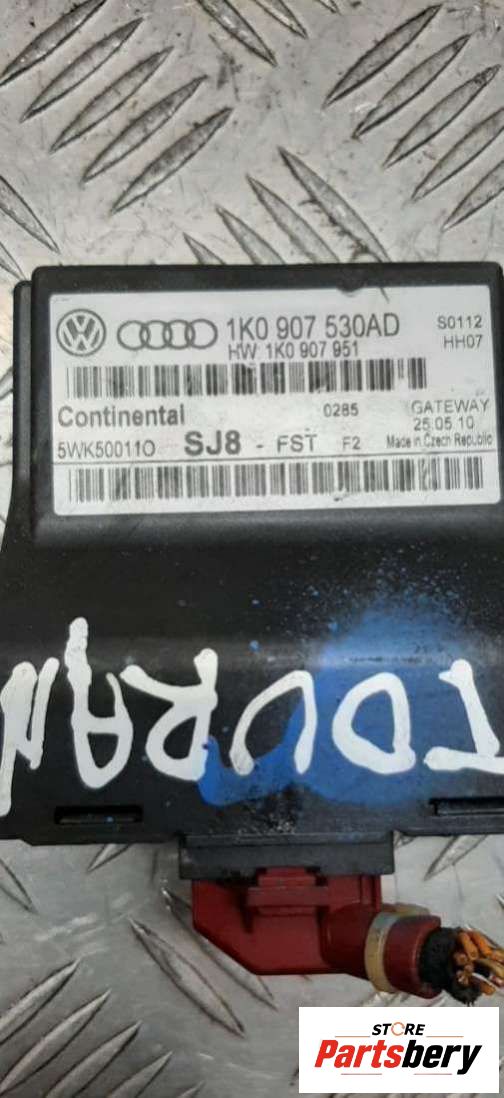 1K0 907 530AD
S0112
HW: 1K0 907 951
HH07
Continental
0285
GATEWAY
25.05.10
5WK50011O SJ8 - FST F2
Made in Czech Republic
TOURAN
STORE
Partsbery